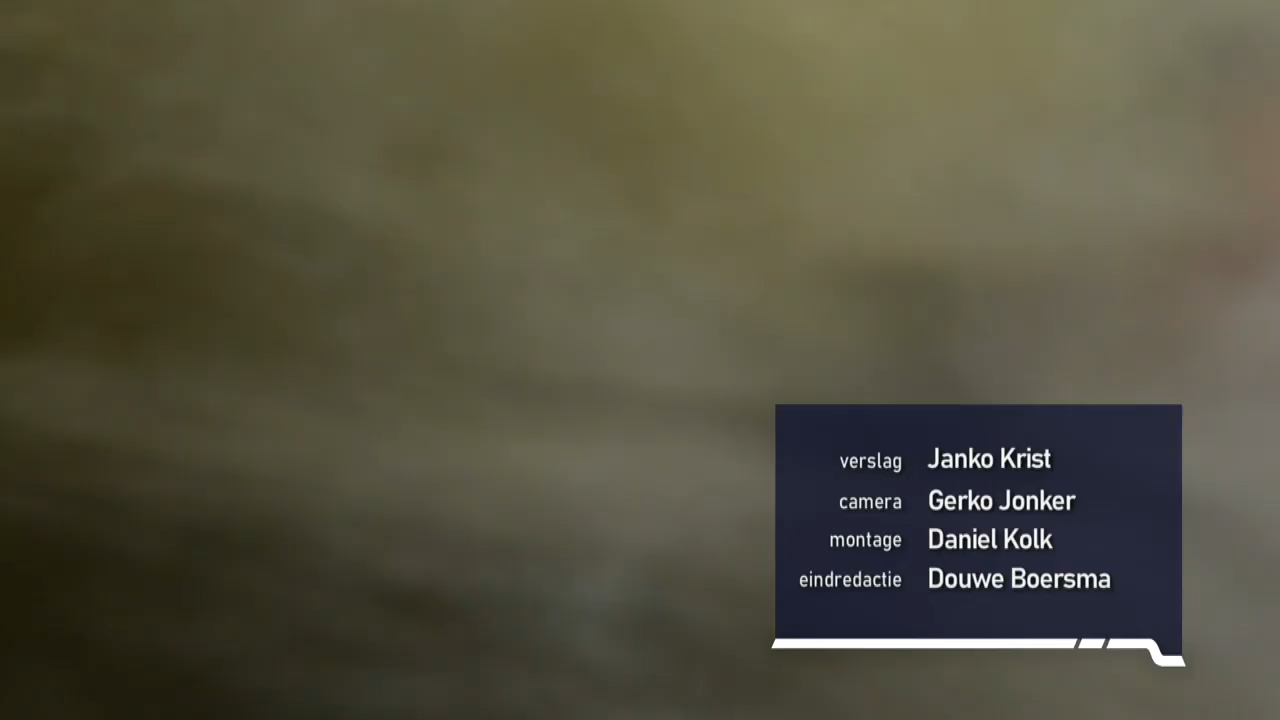 verslag Janko Krist
camera Gerko Jonker
montage Daniel Kolk
eindredactie Douwe Boersma